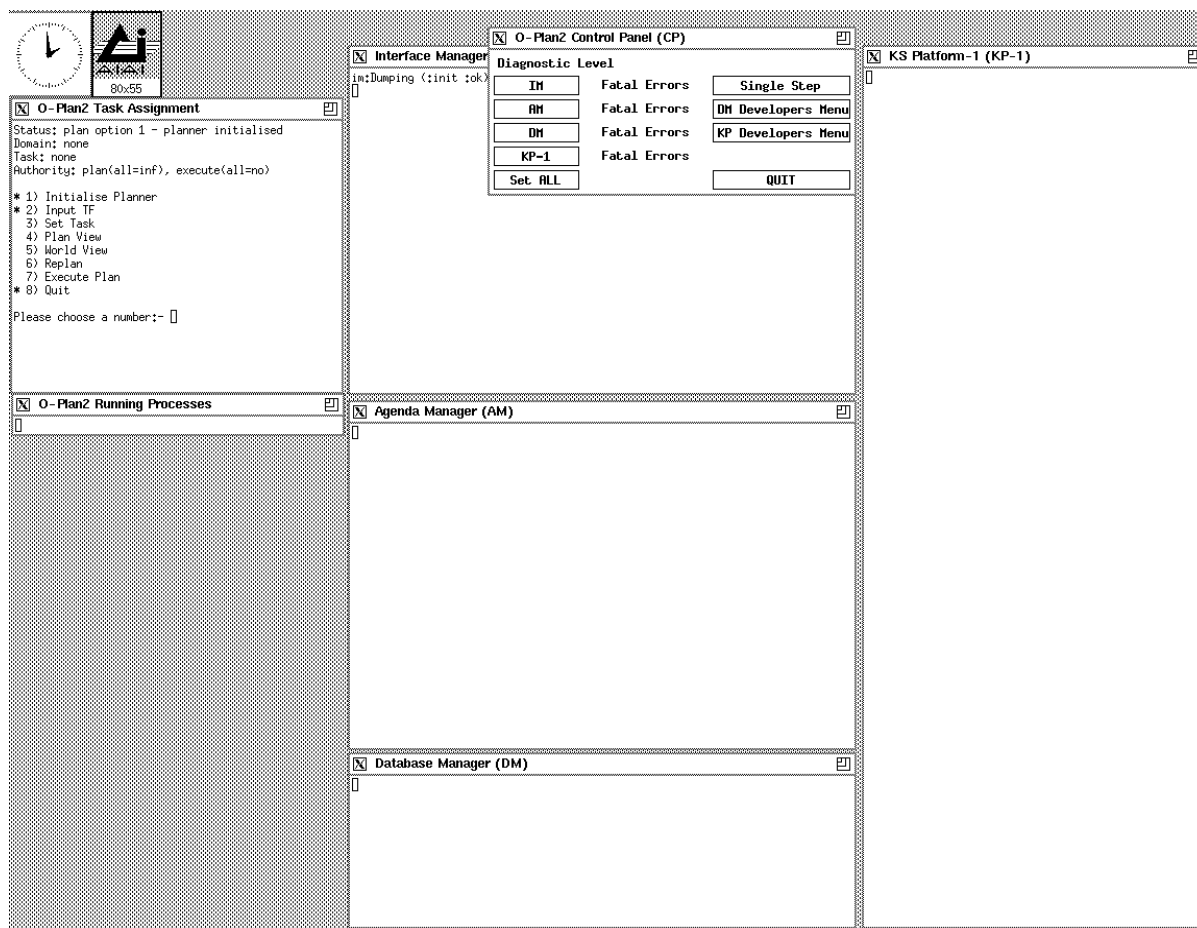 AIAI
80x55
O-Plan2 Task Assignment
Status: plan option 1 - planner initialised
Domain: none
Task: none
Authority: plan(all=inf), execute(all=no)
* 1) Initialise Planner
* 2) Input TF
3) Set Task
4) Plan View
5) World View
6) Replan
7) Execute Plan
* 8) Quit
Please choose a number:-
O-Plan2 Running Processes
Interface Manager
im:Dumping (:init :ok)
O-Plan2 Control Panel (CP)
Diagnostic Level
IM Fatal Errors Single Step
AM Fatal Errors DM Developers Menu
DM Fatal Errors KP Developers Menu
KP-1 Fatal Errors
Set ALL QUIT
Agenda Manager (AM)
Database Manager (DM)
KS Platform-1 (KP-1)